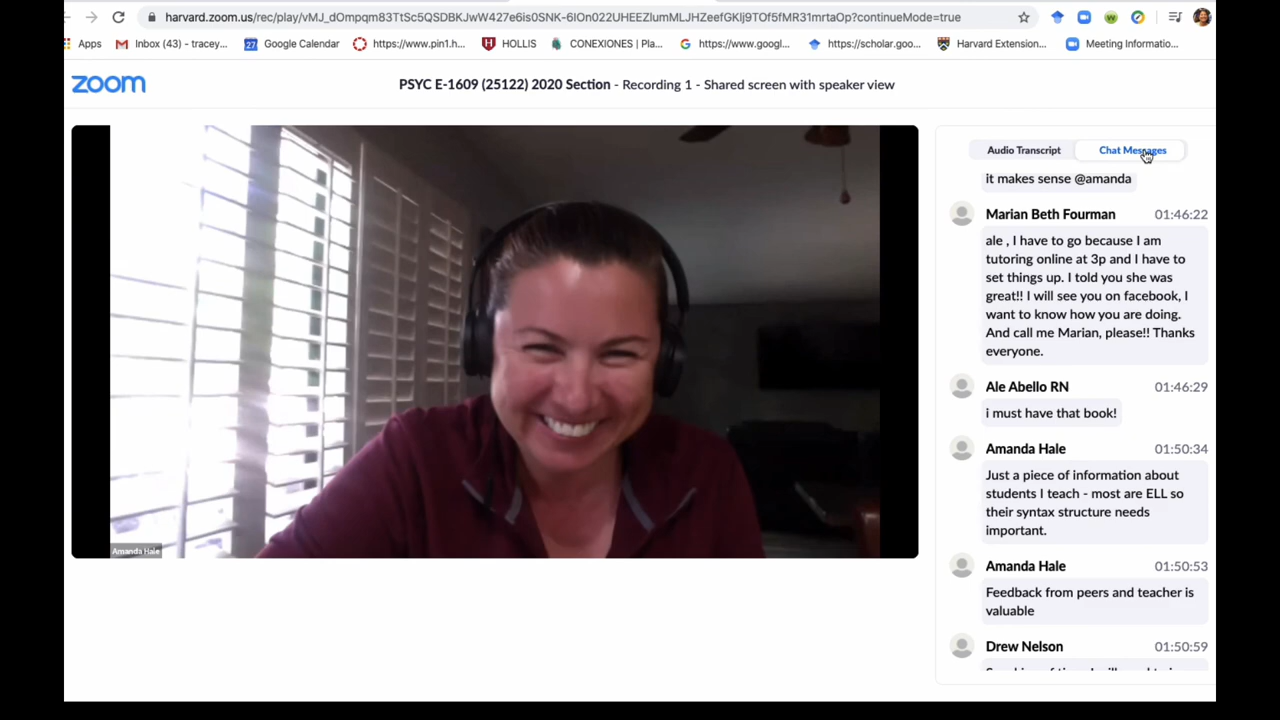 harvard.zoom.us/rec/play/vMJ_dOmpqm83TtSc5QSDBKJwW427e6is0SNK-6IOn022UHEEZlumMLJHZeefGKlj9TOf5fMR31mrtaOp?continueMode=true
Apps Inbox (43) - tracey-... Google Calendar https://www.pin1.h... HOLLIS CONEXIONES | Pla... https://www.googl... https://scholar.goo... Harvard Extension... Meeting Informatio...
zoom PSYC E-1609 (25122) 2020 Section - Recording 1 - Shared screen with speaker view
Audio Transcript Chat Messages
it makes sense @amanda
Marian Beth Fourman 01:46:22
ale , I have to go because I am
tutoring online at 3p and I have to
set things up. I told you she was
great!! I will see you on facebook, I
want to know how you are doing.
And call me Marian, please!! Thanks
everyone.
Ale Abello RN 01:46:29
i must have that book!
Amanda Hale 01:50:34
Just a piece of information about
students I teach - most are ELL so
their syntax structure needs
important.
Amanda Hale 01:50:53
Feedback from peers and teacher is
valuable
Drew Nelson 01:50:59
Amanda Hale